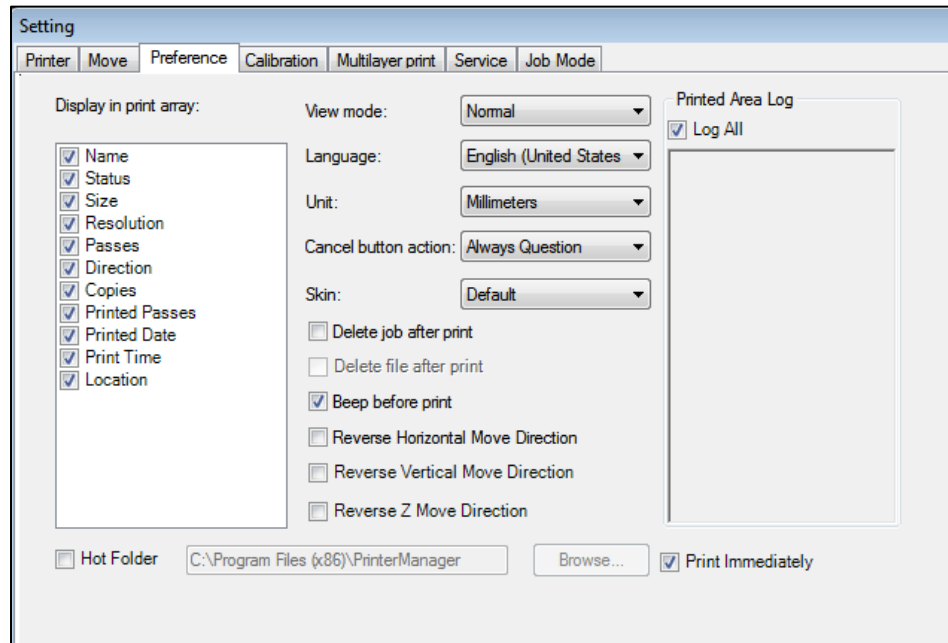 Setting
Printer Move Preference Calibration Multilayer print Service Job Mode
Display in print array:
Name
Status
Size
Resolution
Passes
Direction
Copies
Printed Passes
Printed Date
Print Time
Location
View mode: Normal
Language: English (United States
Unit: Millimeters
Cancel button action: Always Question
Skin: Default
Delete job after print
Delete file after print
Beep before print
Reverse Horizontal Move Direction
Reverse Vertical Move Direction
Reverse Z Move Direction
Printed Area Log
Log All
Hot Folder C:\Program Files (x86)\PrinterManager Browse... Print Immediately